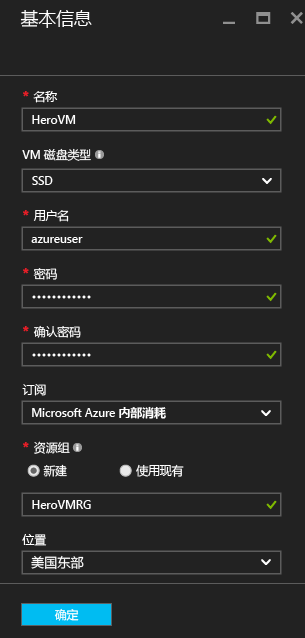 基本信息
* 名称
HeroVM
VM 磁盘类型
SSD
* 用户名
azureuser
* 密码
••••••••••••
* 确认密码
••••••••••••
订阅
Microsoft Azure 内部消耗
* 资源组
新建 使用现有
HeroVMRG
位置
美国东部
确定